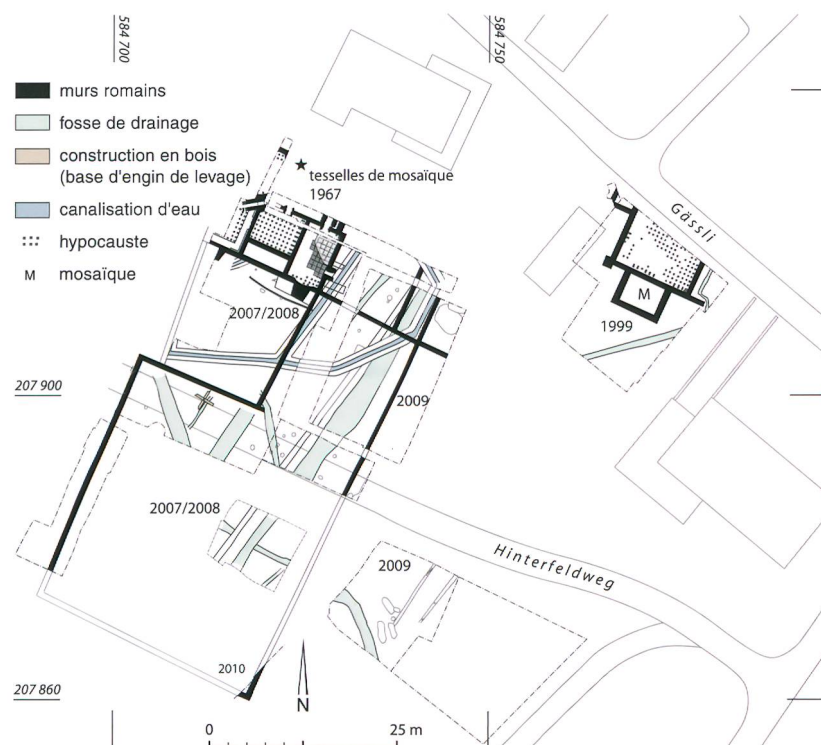 584 700
584 750
murs romains
fosse de drainage
construction en bois
(base d'engin de levage)
canalisation d'eau
hypocauste
M mosaïque
tesselles de mosaïque
1967
Gässli
2007/2008
M
1999
207 900
2009
2007/2008
Hinterfeldweg
2009
2010
207 860
N
0 25 m